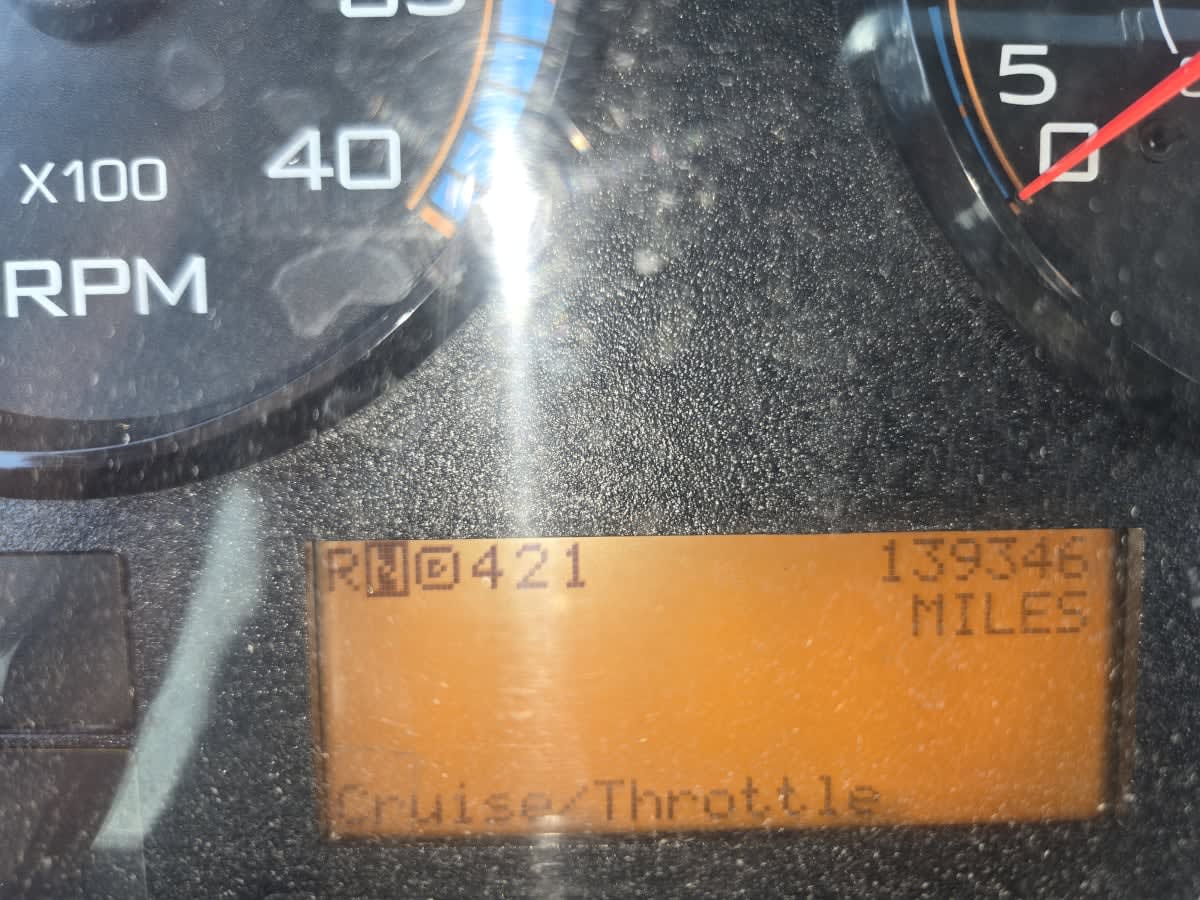 40
X100
RPM
5
0
R N D 421
139346
MILES
Cruise/Throttle